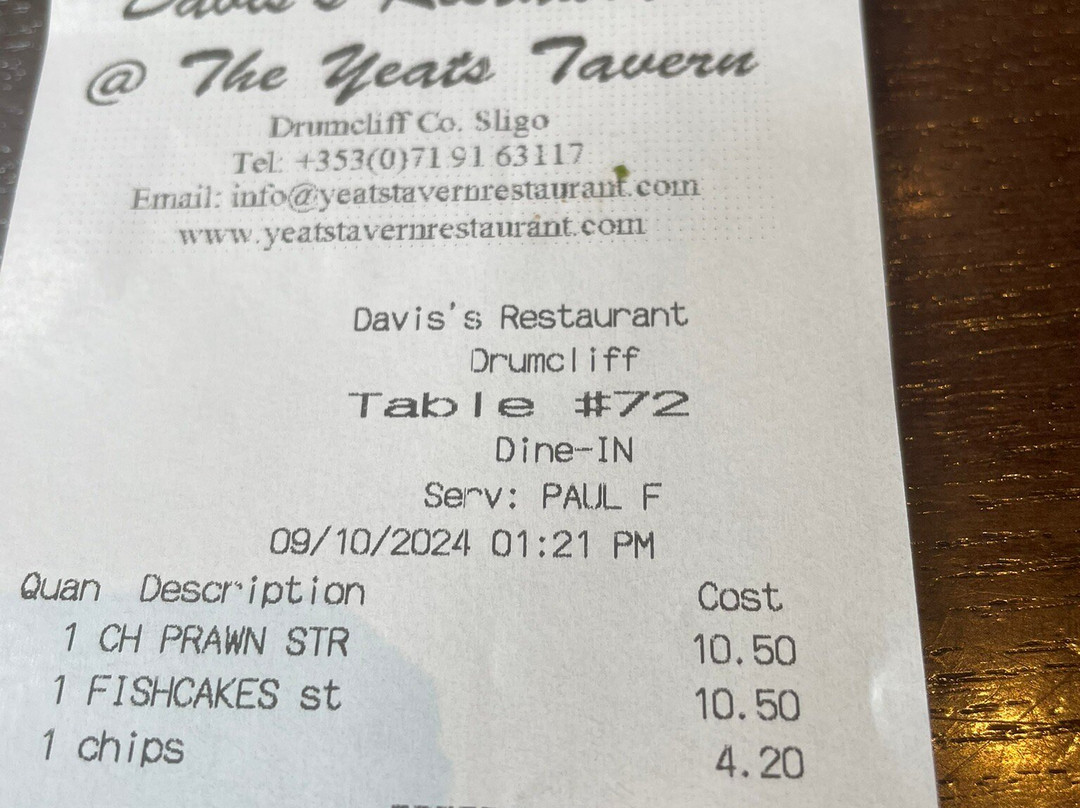 Davis's Restaurant
@ The Yeats Tavern
Drumcliff Co. Sligo
Tel: +353(0)71 91 63117
Email: info@yeatstavernrestaurant.com
www.yeatstavernrestaurant.com
Davis's Restaurant
Drumcliff
Table #72
Dine-IN
Serv: PAUL F
09/10/2024 01:21 PM
Quan Description Cost
1 CH PRAWN STR 10.50
1 FISHCAKES st 10.50
1 chips 4.20